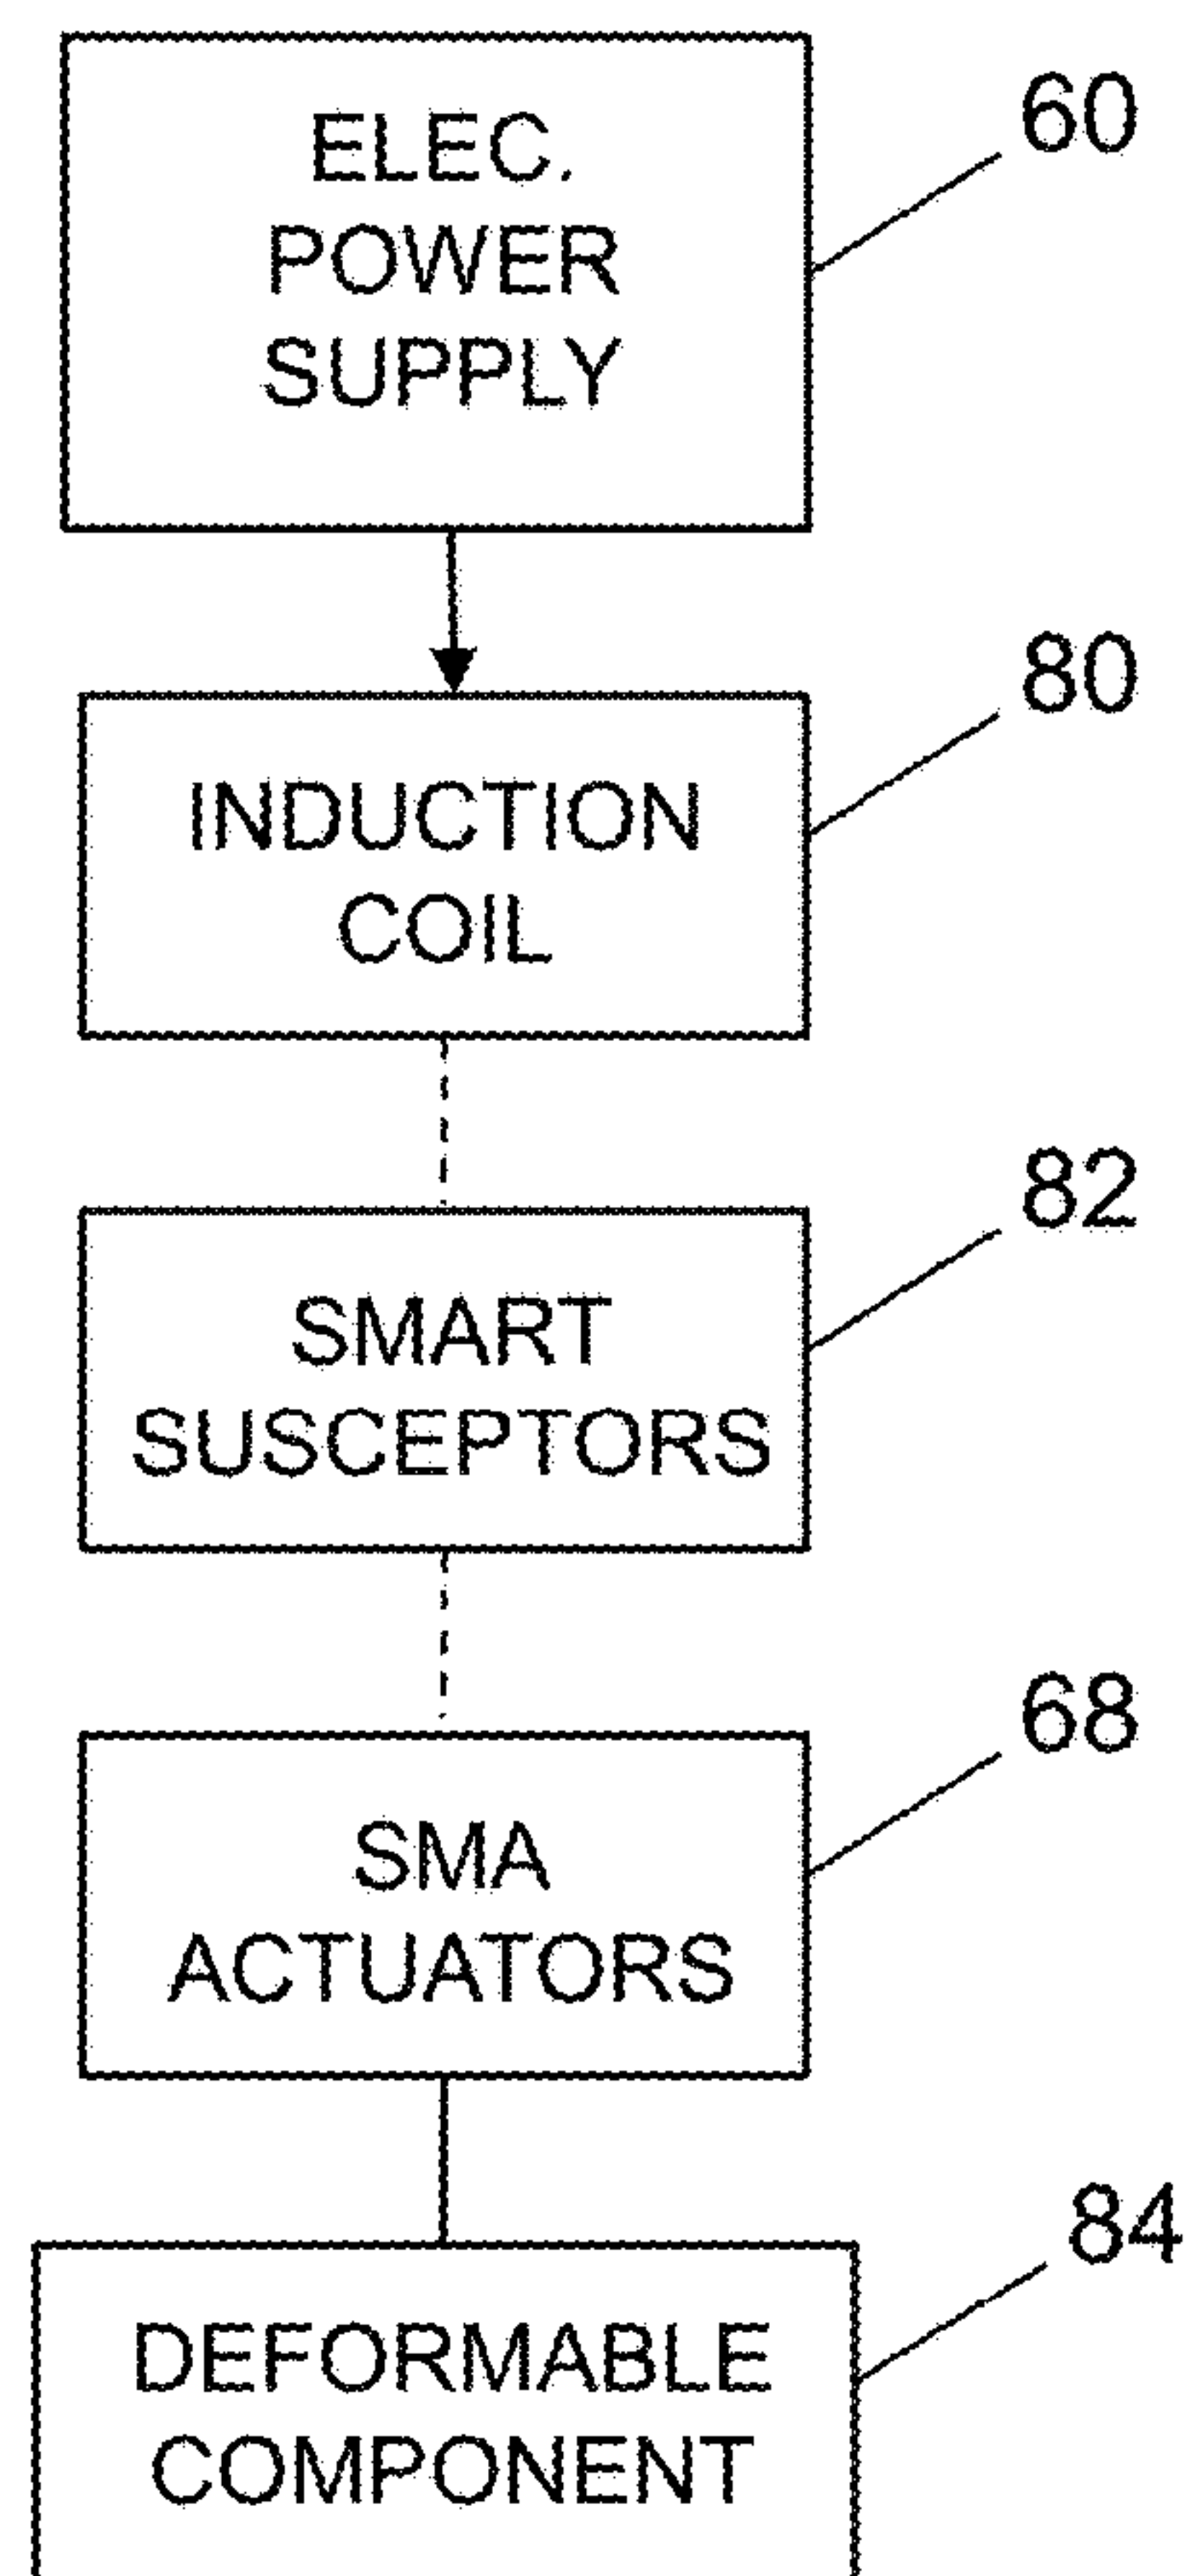 ELEC.
POWER
SUPPLY
60
INDUCTION
COIL
80
SMART
SUSCEPTORS
82
SMA
ACTUATORS
68
DEFORMABLE
COMPONENT
84